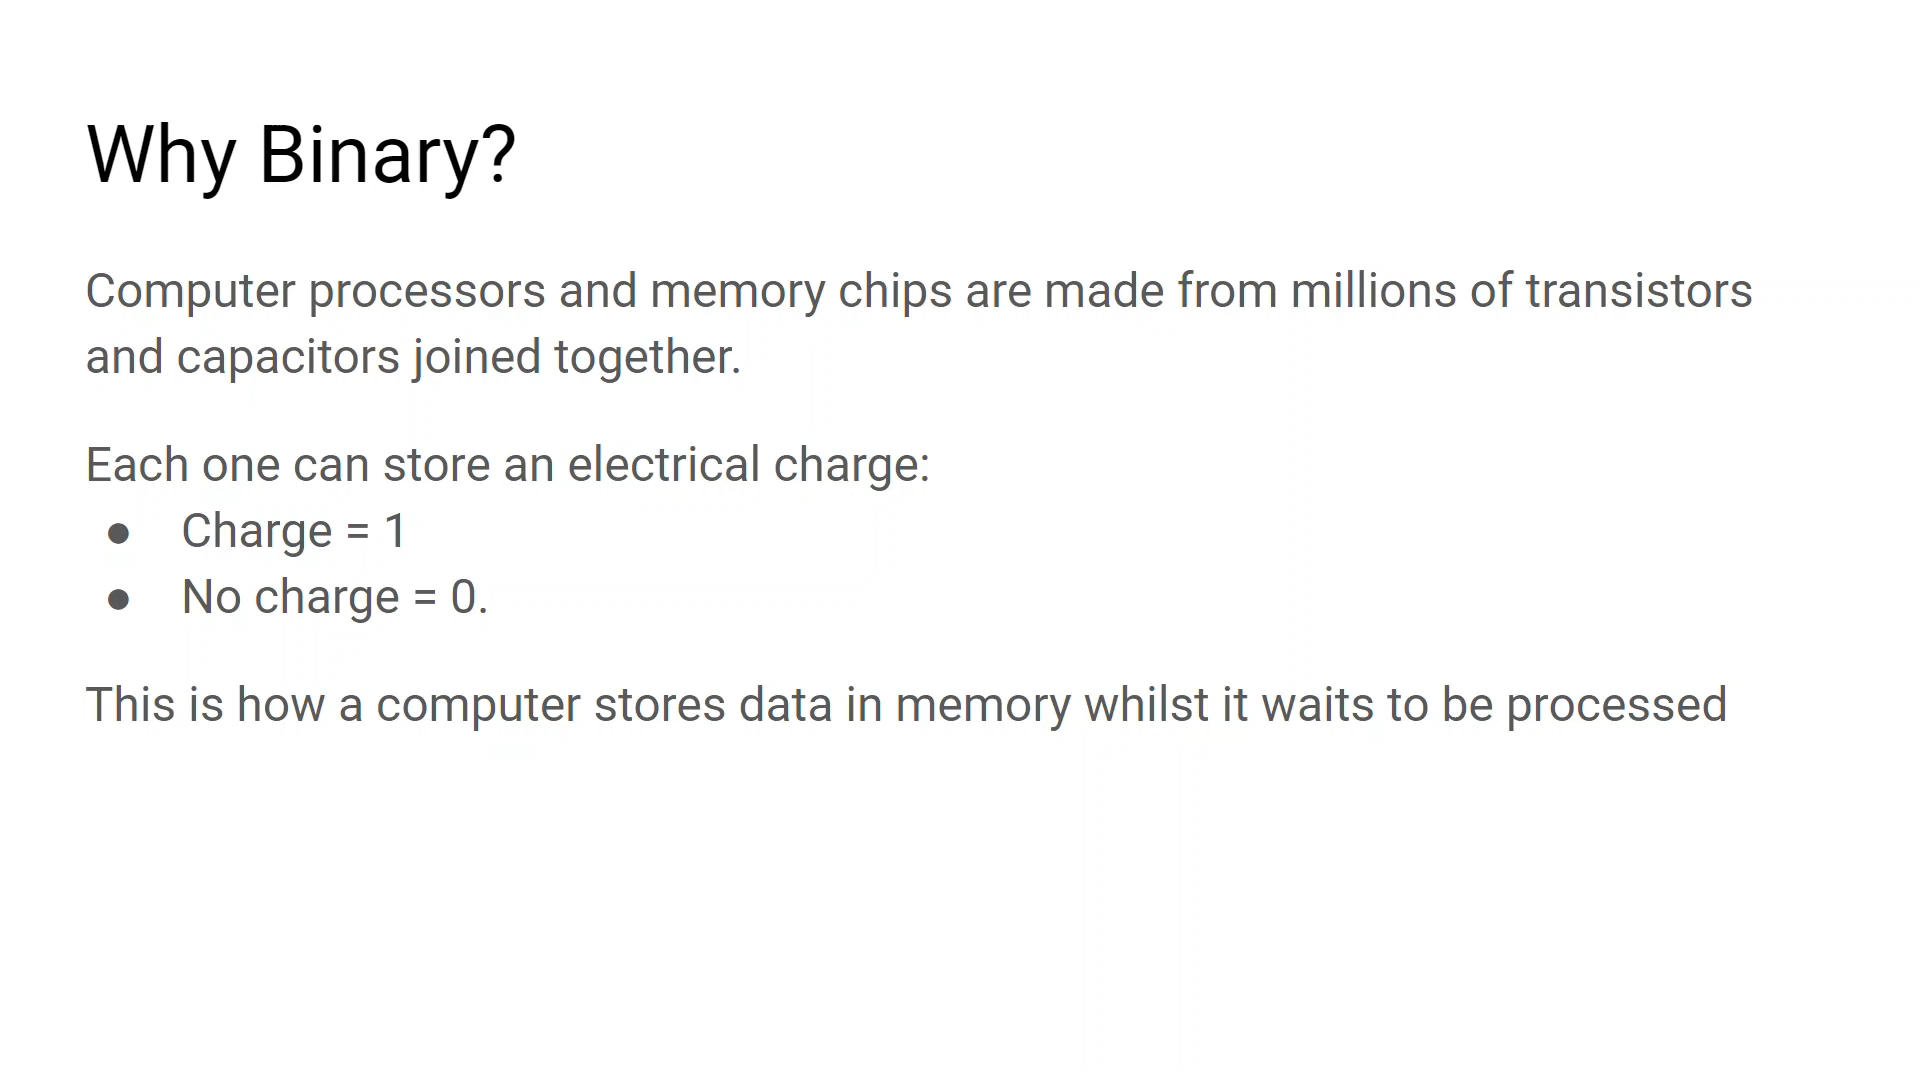 Why Binary?
Computer processors and memory chips are made from millions of transistors
and capacitors joined together.
Each one can store an electrical charge:
● Charge = 1
● No charge = 0.
This is how a computer stores data in memory whilst it waits to be processed